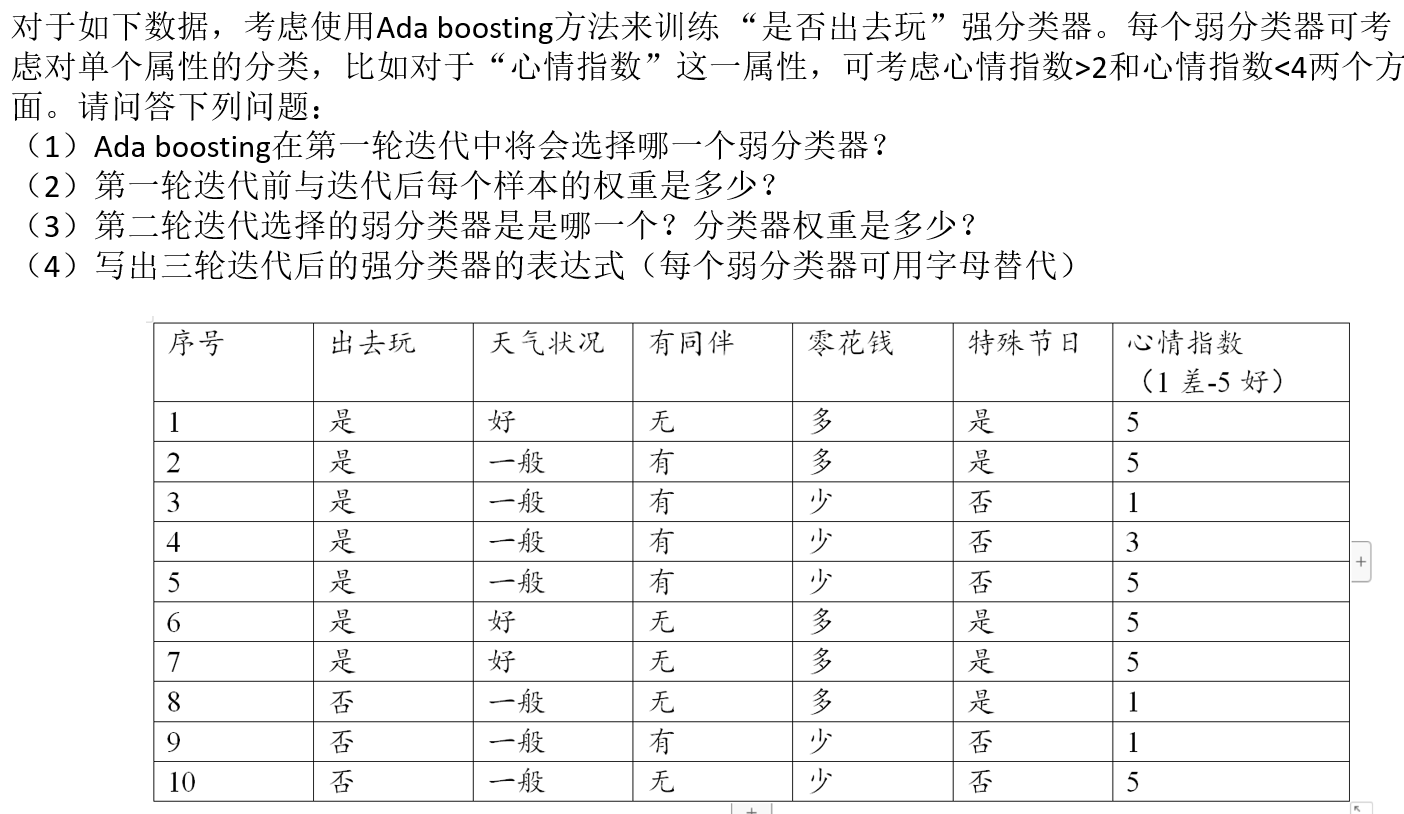 对于如下数据，考虑使用Ada boosting方法来训练 “是否出去玩”强分类器。每个弱分类器可考
虑对单个属性的分类，比如对于“心情指数”这一属性，可考虑心情指数>2和心情指数<4两个方
面。请问答下列问题：
（1）Ada boosting在第一轮迭代中将会选择哪一个弱分类器？
（2）第一轮迭代前与迭代后每个样本的权重是多少？
（3）第二轮迭代选择的弱分类器是是哪一个？分类器权重是多少？
（4）写出三轮迭代后的强分类器的表达式（每个弱分类器可用字母替代）
序号 出去玩 天气状况 有同伴 零花钱 特殊节日 心情指数
（1 差-5 好）
1 是 好 无 多 是 5
2 是 一般 有 多 是 5
3 是 一般 有 少 否 1
4 是 一般 有 少 否 3
5 是 一般 有 少 否 5
6 是 好 无 多 是 5
7 是 好 无 多 是 5
8 否 一般 无 多 是 1
9 否 一般 有 少 否 1
10 否 一般 无 少 否 5